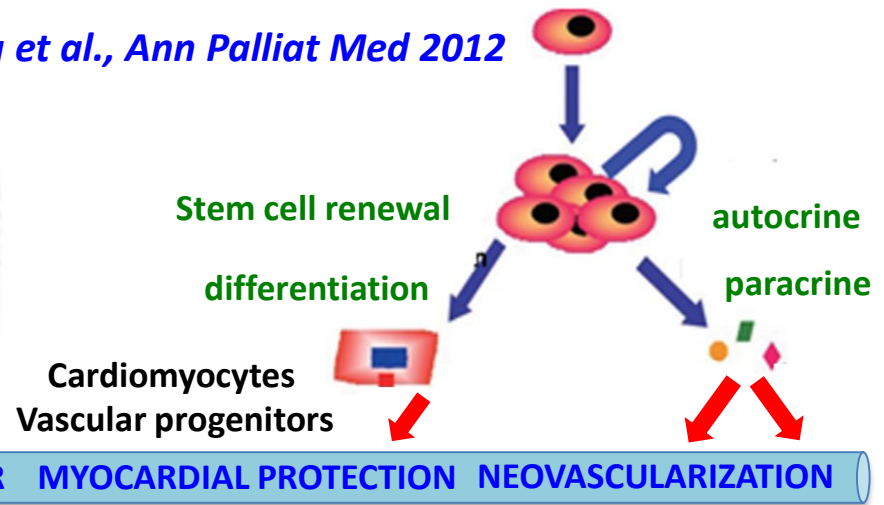 et al., Ann Palliat Med 2012
Stem cell renewal
autocrine
differentiation
paracrine
Cardiomyocytes
Vascular progenitors
R MYOCARDIAL PROTECTION NEOVASCULARIZATION